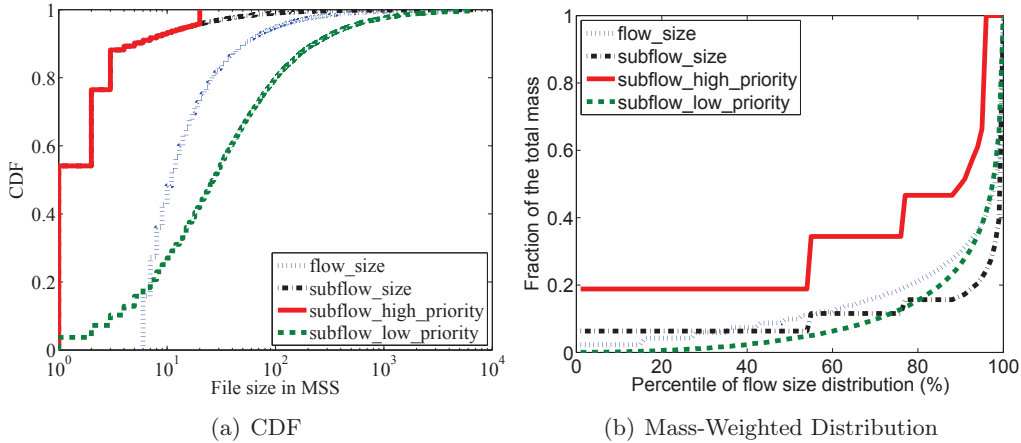 1
0.8
0.6
0.4
0.2
0
CDF
10^0
10^1
10^2
10^3
10^4
File size in MSS
flow_size
subflow_size
subflow_high_priority
subflow_low_priority
(a) CDF
1
0.8
0.6
0.4
0.2
0
Fraction of the total mass
0
20
40
60
80
100
Percentile of flow size distribution (%)
flow_size
subflow_size
subflow_high_priority
subflow_low_priority
(b) Mass-Weighted Distribution